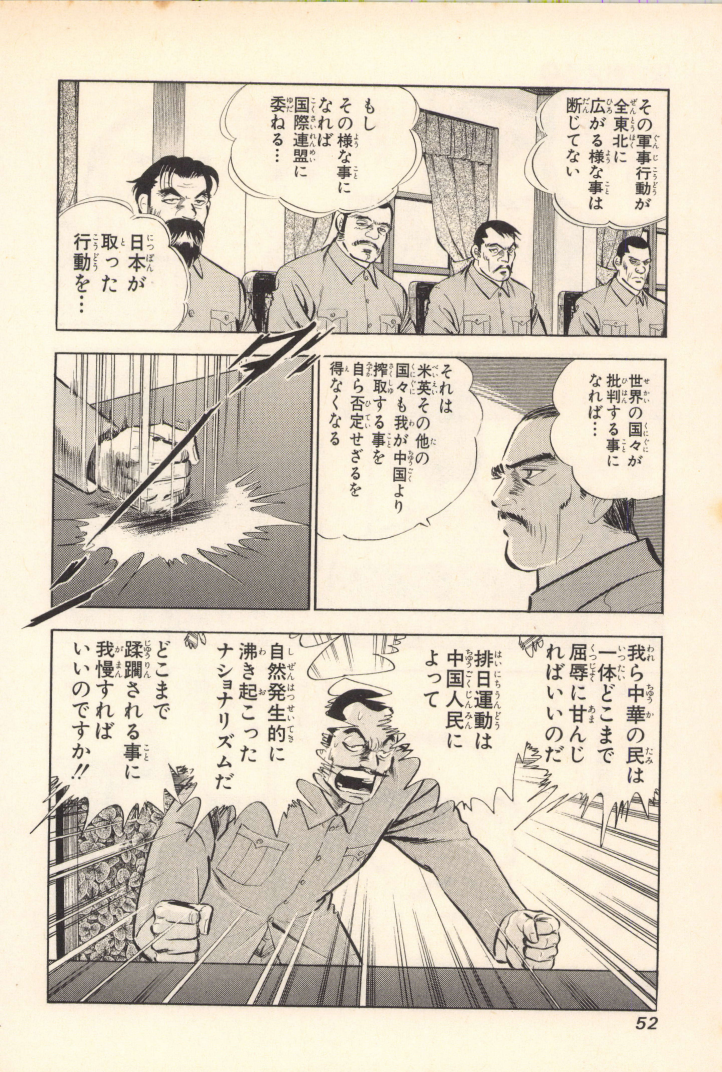 その軍事行動が
全東北に
広がる様な事は
断じてない
もし
その様な事に
なれば
国際連盟に
委ねる…
日本が
取った
行動を…
世界の国々が
批判する事に
なれば…
それは
米英その他の
国々も我が中国より
搾取する事を
自ら否定せざるを
得なくなる
我ら中華の民は
一体どこまで
屈辱に甘んじ
ればいいのだ
排日運動は
中国人民に
よって
自然発生的に
沸き起こった
ナショナリズムだ
どこまで
蹂躙される事に
我慢すれば
いいのですか!!
52